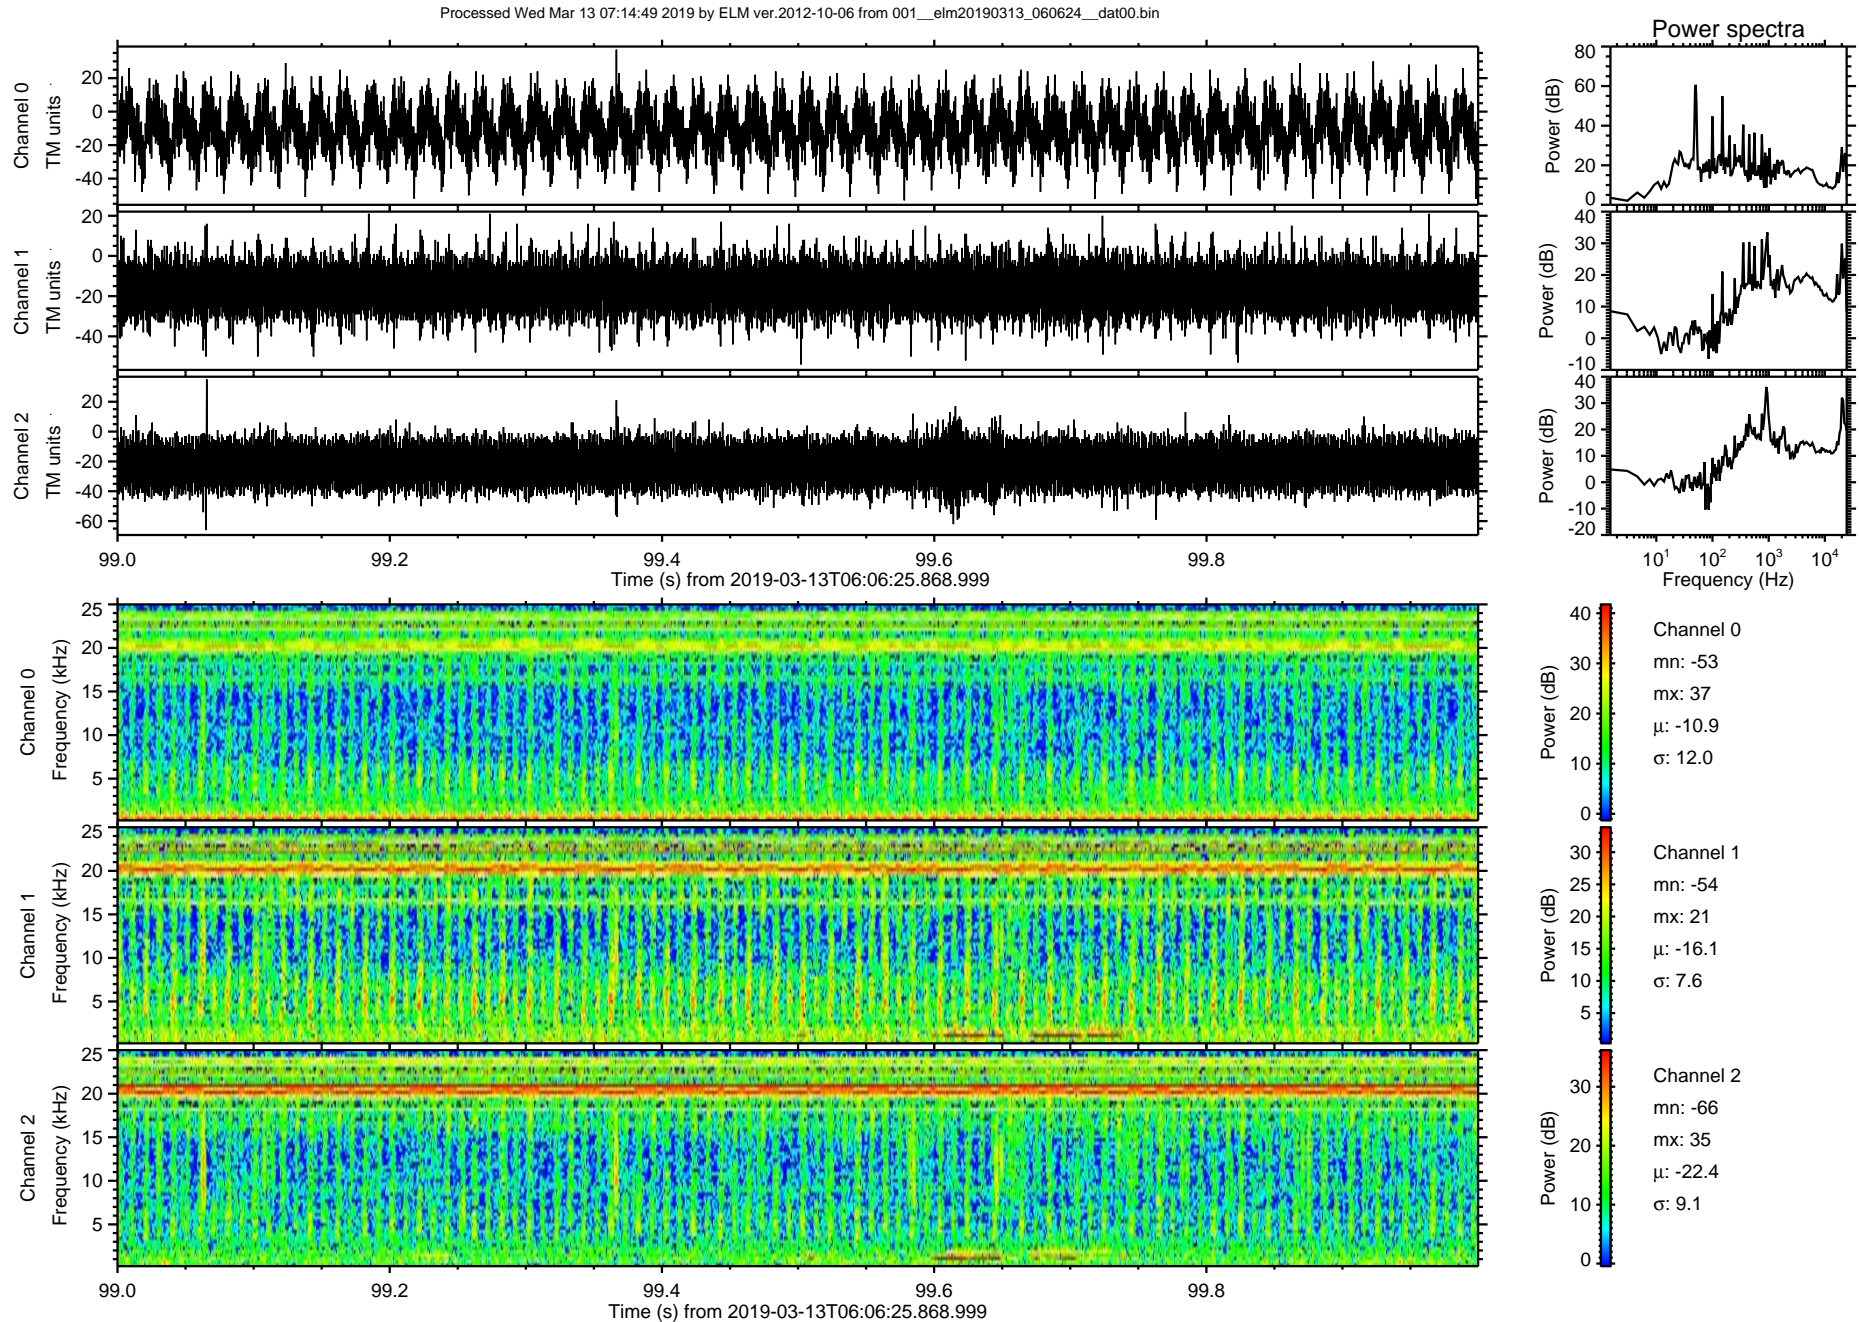 Processed Wed Mar 13 07:14:49 2019 by ELM ver.2012-10-06 from 001__elm20190313_060624__dat00.bin
Power spectra
Channel 0
TM units
20
0
-20
-40
Power (dB)
80
60
40
20
0
Channel 1
TM units
20
0
-20
-40
Power (dB)
40
30
20
10
0
-10
Channel 2
TM units
20
0
-20
-40
-60
Power (dB)
40
30
20
10
0
-10
-20
99.0 99.2 99.4 99.6 99.8
Time (s) from 2019-03-13T06:06:25.868.999
10^1 10^2 10^3 10^4
Frequency (Hz)
Channel 0
Frequency (kHz)
25
20
15
10
5
Power (dB)
40
30
20
10
0
Channel 0
mn: -53
mx: 37
μ: -10.9
σ: 12.0
Channel 1
Frequency (kHz)
25
20
15
10
5
Power (dB)
30
25
20
15
10
5
Channel 1
mn: -54
mx: 21
μ: -16.1
σ: 7.6
Channel 2
Frequency (kHz)
25
20
15
10
5
Power (dB)
30
20
10
0
Channel 2
mn: -66
mx: 35
μ: -22.4
σ: 9.1
99.0 99.2 99.4 99.6 99.8
Time (s) from 2019-03-13T06:06:25.868.999